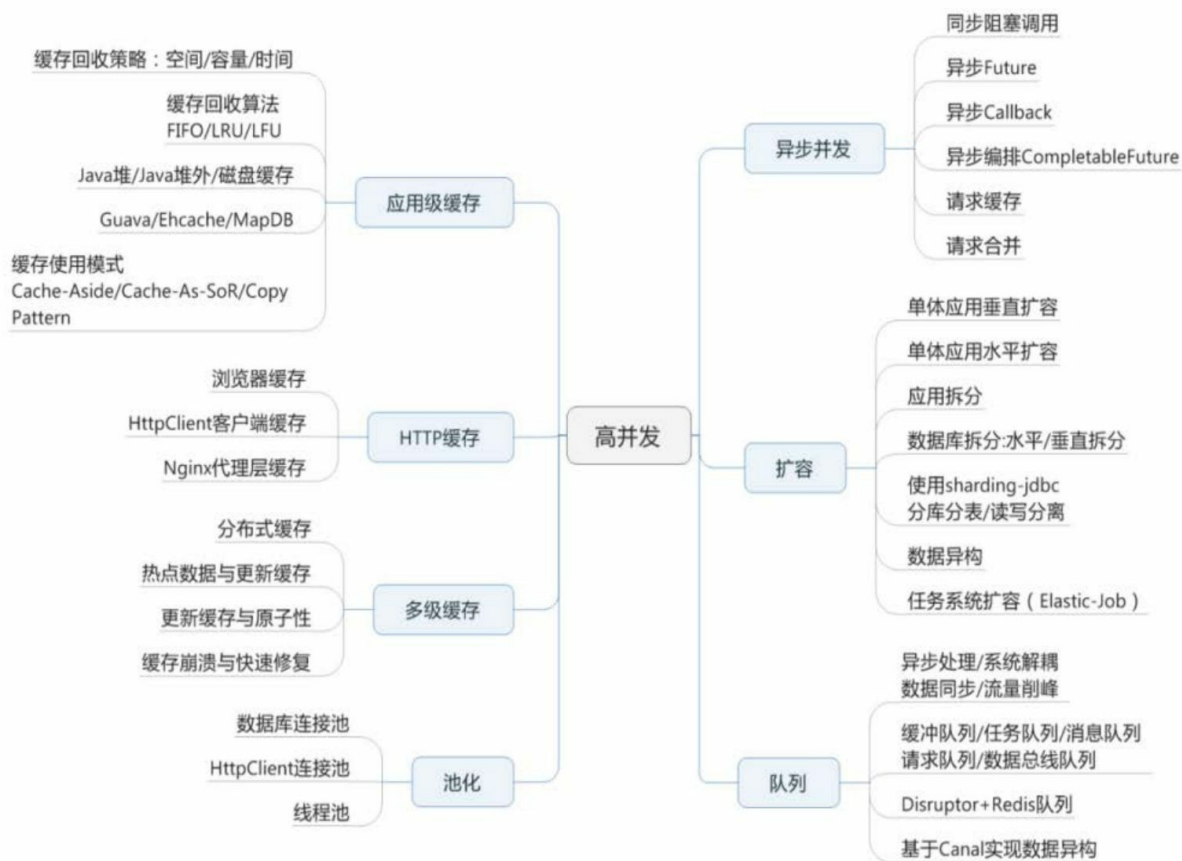 高并发
应用级缓存
缓存回收策略：空间/容量/时间
缓存回收算法
FIFO/LRU/LFU
Java堆/Java堆外/磁盘缓存
Guava/Ehcache/MapDB
缓存使用模式
Cache-Aside/Cache-As-SoR/Copy
Pattern
HTTP缓存
浏览器缓存
HttpClient客户端缓存
Nginx代理层缓存
多级缓存
分布式缓存
热点数据与更新缓存
更新缓存与原子性
缓存崩溃与快速修复
池化
数据库连接池
HttpClient连接池
线程池
异步并发
同步阻塞调用
异步Future
异步Callback
异步编排CompletableFuture
请求缓存
请求合并
扩容
单体应用垂直扩容
单体应用水平扩容
应用拆分
数据库拆分:水平/垂直拆分
使用sharding-jdbc
分库分表/读写分离
数据异构
任务系统扩容（Elastic-Job）
队列
异步处理/系统解耦
数据同步/流量削峰
缓冲队列/任务队列/消息队列
请求队列/数据总线队列
Disruptor+Redis队列
基于Canal实现数据异构